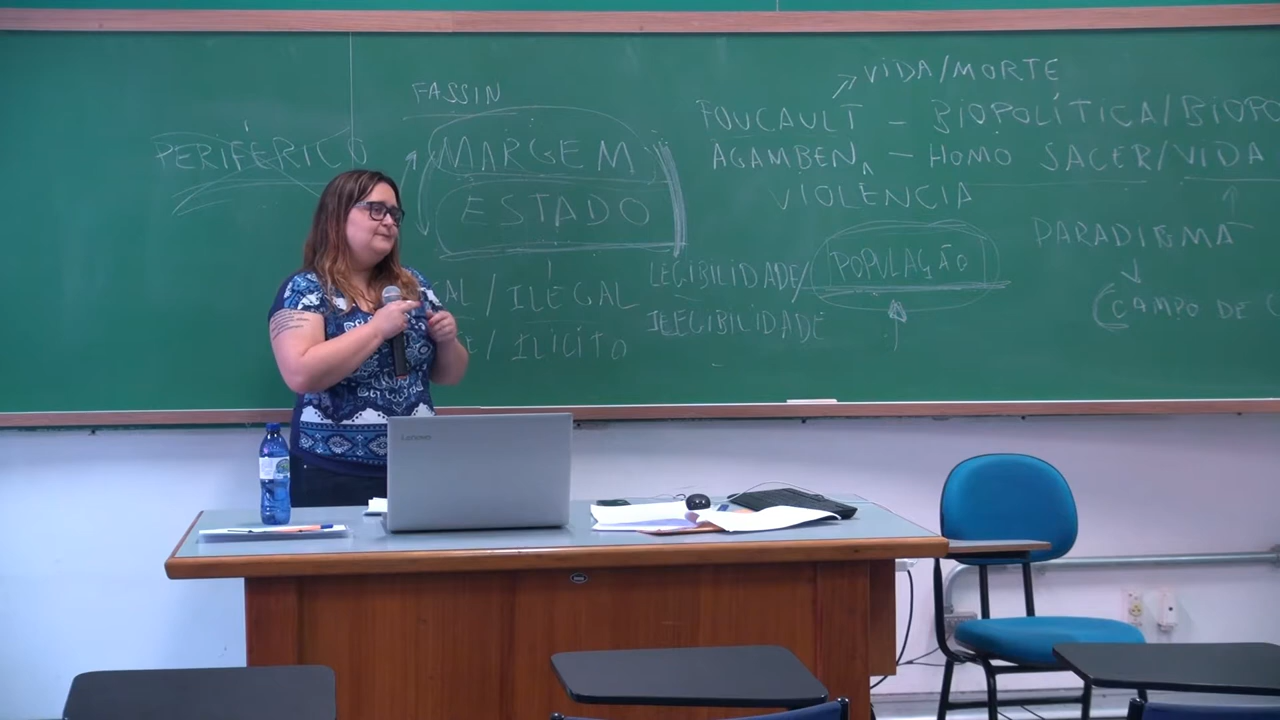 FASSIN
PERIFÉRICO
MARGEM
ESTADO
AL/ILEGAL
E/ILÍCITO
VIDA/MORTE
FOUCAULT — BIOPOLÍTICA/BIOPO
AGAMBEN — HOMO SACER/VIDA
VIOLÊNCIA
LEGIBILIDADE/
ILEGIBILIDADE
POPULAÇÃO
PARADIGMA
CAMPO DE C
Lenovo